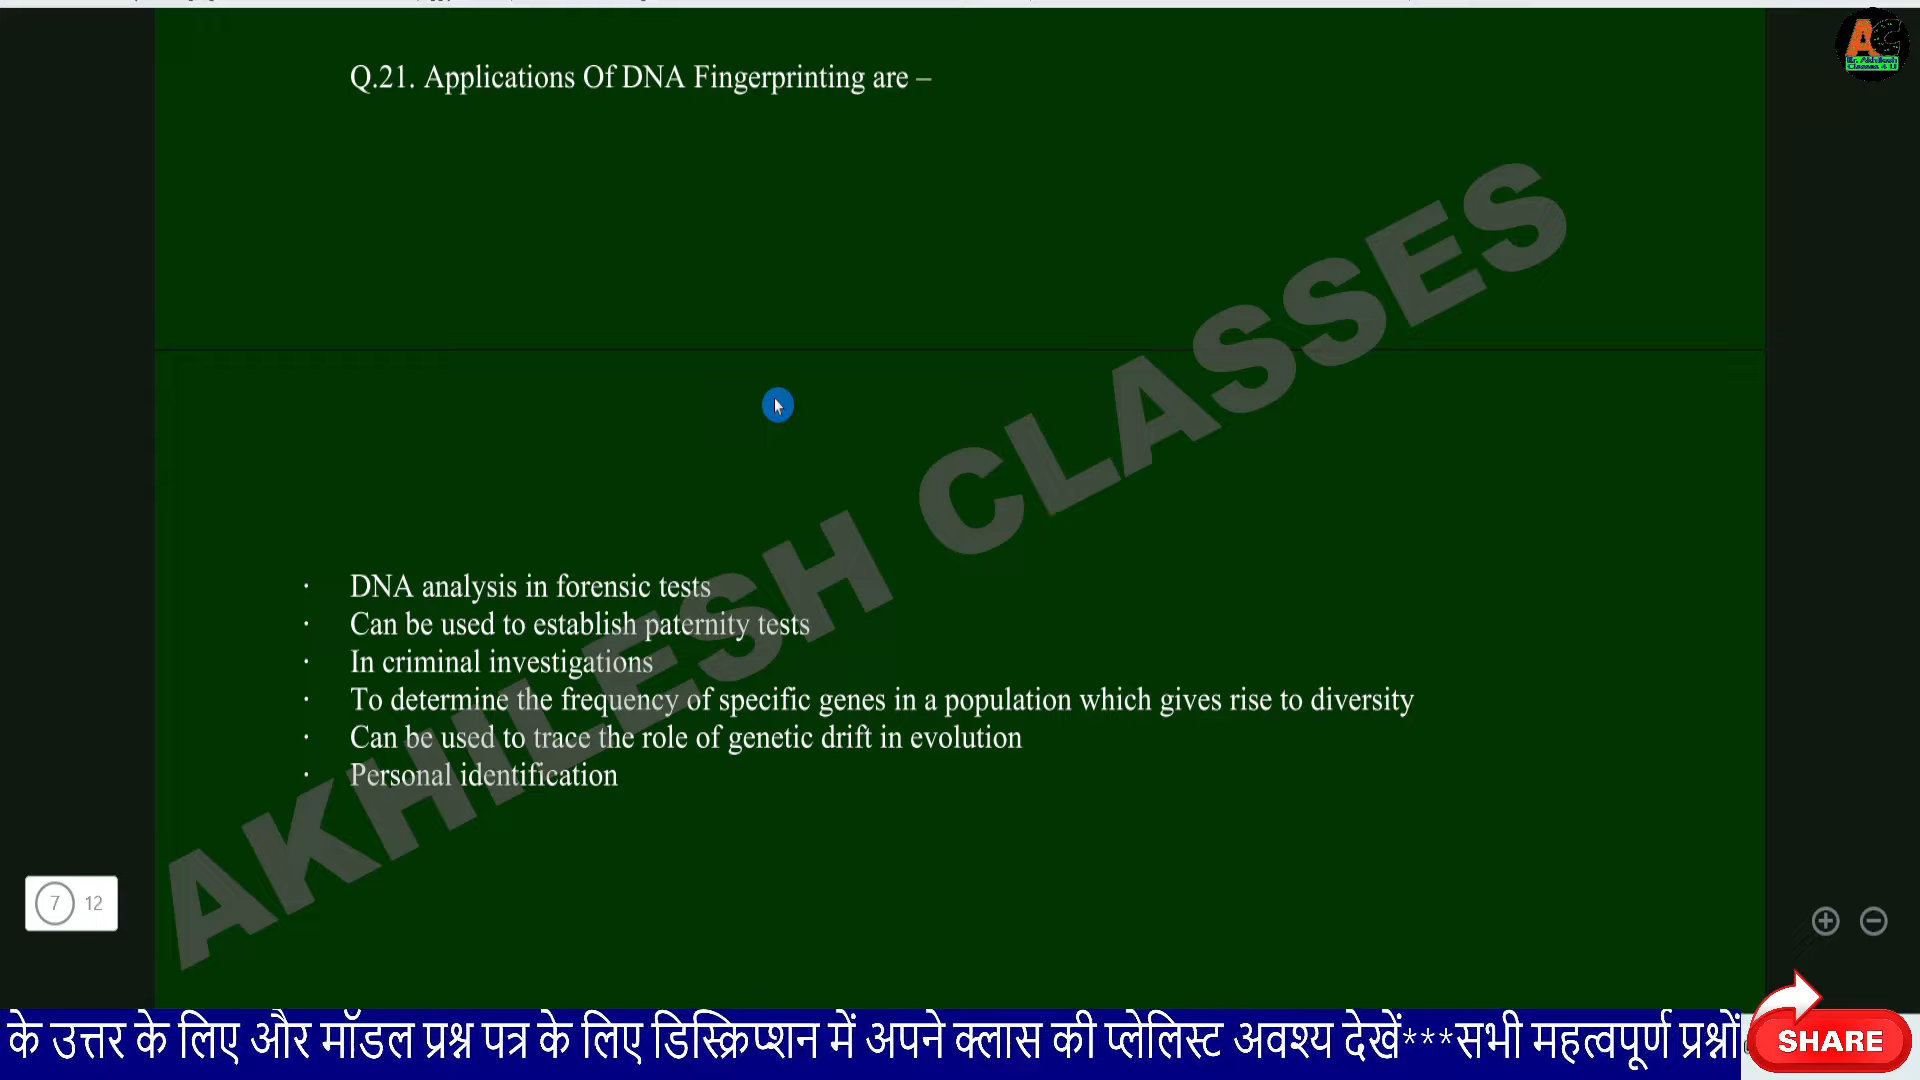 Q.21. Applications Of DNA Fingerprinting are –
AKHILESH CLASSES
· DNA analysis in forensic tests
· Can be used to establish paternity tests
· In criminal investigations
· To determine the frequency of specific genes in a population which gives rise to diversity
· Can be used to trace the role of genetic drift in evolution
· Personal identification
7 12
के उत्तर के लिए और मॉडल प्रश्न पत्र के लिए डिस्क्रिप्शन में अपने क्लास की प्लेलिस्ट अवश्य देखें***सभी महत्वपूर्ण प्रश्नों
SHARE